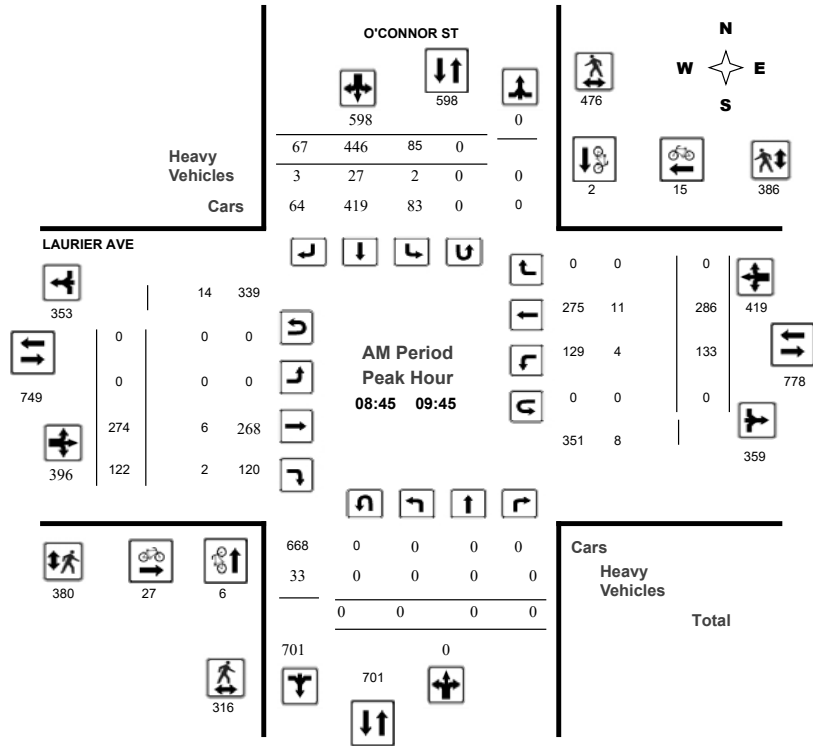 O'CONNOR ST
N
W E
S
598
598
0
476
67 446 85 0
Heavy
Vehicles
3 27 2 0 0
Cars
64 419 83 0 0
2 15 386
LAURIER AVE
353
14 339
0 0 0
749
0 0 0
274 6 268
396
122 2 120
AM Period
Peak Hour
08:45 09:45
0 0 0
275 11 286 419
129 4 133
778
0 0 0
351 8
359
380 27 6
316
668 0 0 0 0
33 0 0 0 0
0 0 0 0
701 0
701
Cars
Heavy
Vehicles
Total